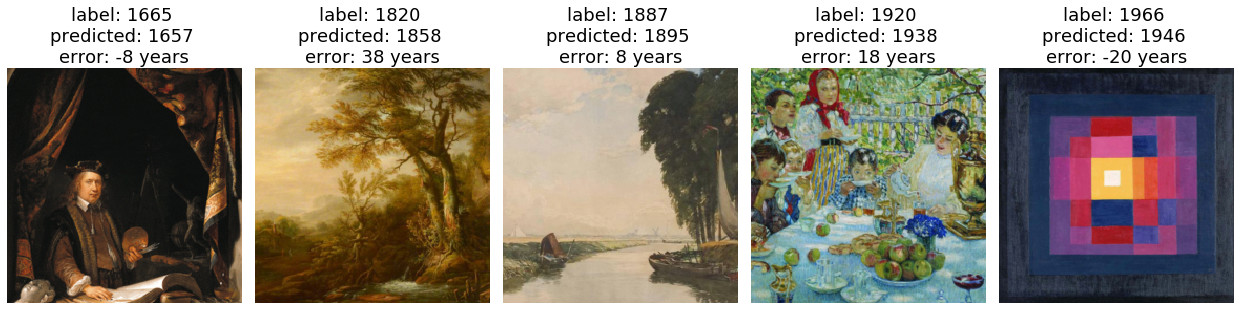 label: 1665
predicted: 1657
error: -8 years
label: 1820
predicted: 1858
error: 38 years
label: 1887
predicted: 1895
error: 8 years
label: 1920
predicted: 1938
error: 18 years
label: 1966
predicted: 1946
error: -20 years